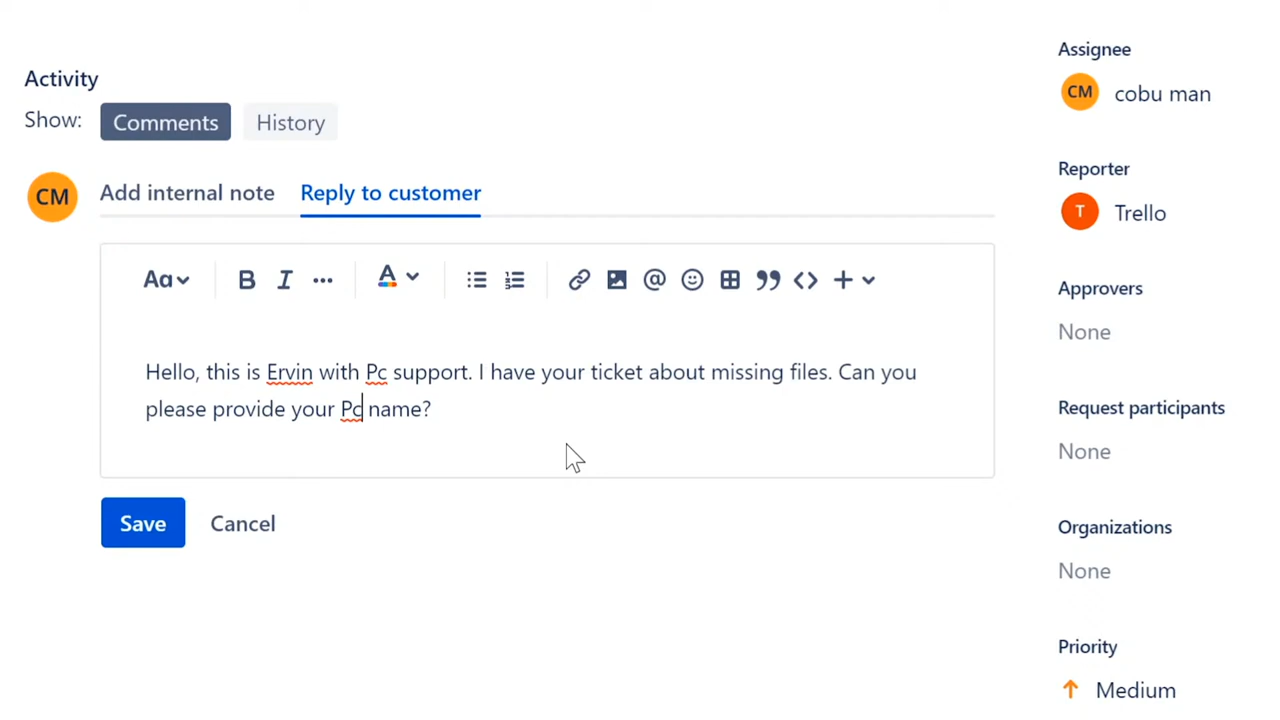 Activity
Show: Comments History
CM Add internal note Reply to customer
Aa B I ... A
Hello, this is Ervin with Pc support. I have your ticket about missing files. Can you
please provide your Pc name?
Save Cancel
Assignee
CM cobu man
Reporter
T Trello
Approvers
None
Request participants
None
Organizations
None
Priority
Medium